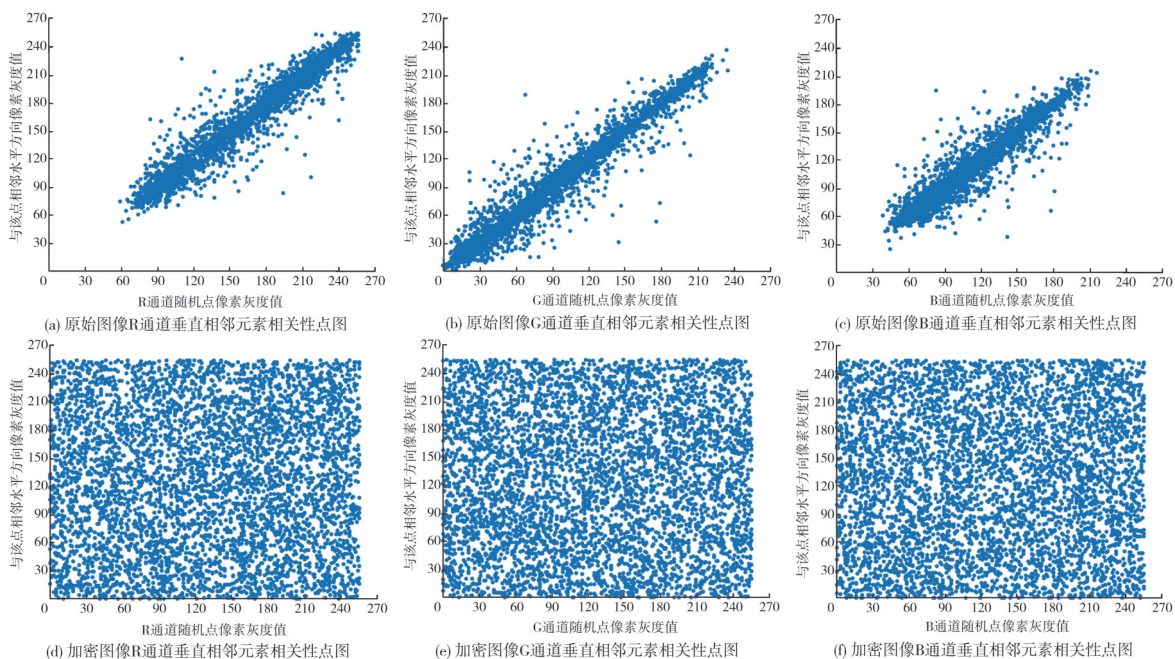 270
240
210
180
150
120
90
60
30
0
与该点相邻水平方向像素灰度值
30 60 90 120 150 180 210 240 270
R通道随机点像素灰度值
(a) 原始图像R通道垂直相邻元素相关性点图
270
240
210
180
150
120
90
60
30
0
与该点相邻水平方向像素灰度值
30 60 90 120 150 180 210 240 270
G通道随机点像素灰度值
(b) 原始图像G通道垂直相邻元素相关性点图
270
240
210
180
150
120
90
60
30
0
与该点相邻水平方向像素灰度值
30 60 90 120 150 180 210 240 270
B通道随机点像素灰度值
(c) 原始图像B通道垂直相邻元素相关性点图
270
240
210
180
150
120
90
60
30
0
与该点相邻水平方向像素灰度值
30 60 90 120 150 180 210 240 270
R通道随机点像素灰度值
(d) 加密图像R通道垂直相邻元素相关性点图
270
240
210
180
150
120
90
60
30
0
与该点相邻水平方向像素灰度值
30 60 90 120 150 180 210 240 270
G通道随机点像素灰度值
(e) 加密图像G通道垂直相邻元素相关性点图
270
240
210
180
150
120
90
60
30
0
与该点相邻水平方向像素灰度值
30 60 90 120 150 180 210 240 270
B通道随机点像素灰度值
(f) 加密图像B通道垂直相邻元素相关性点图